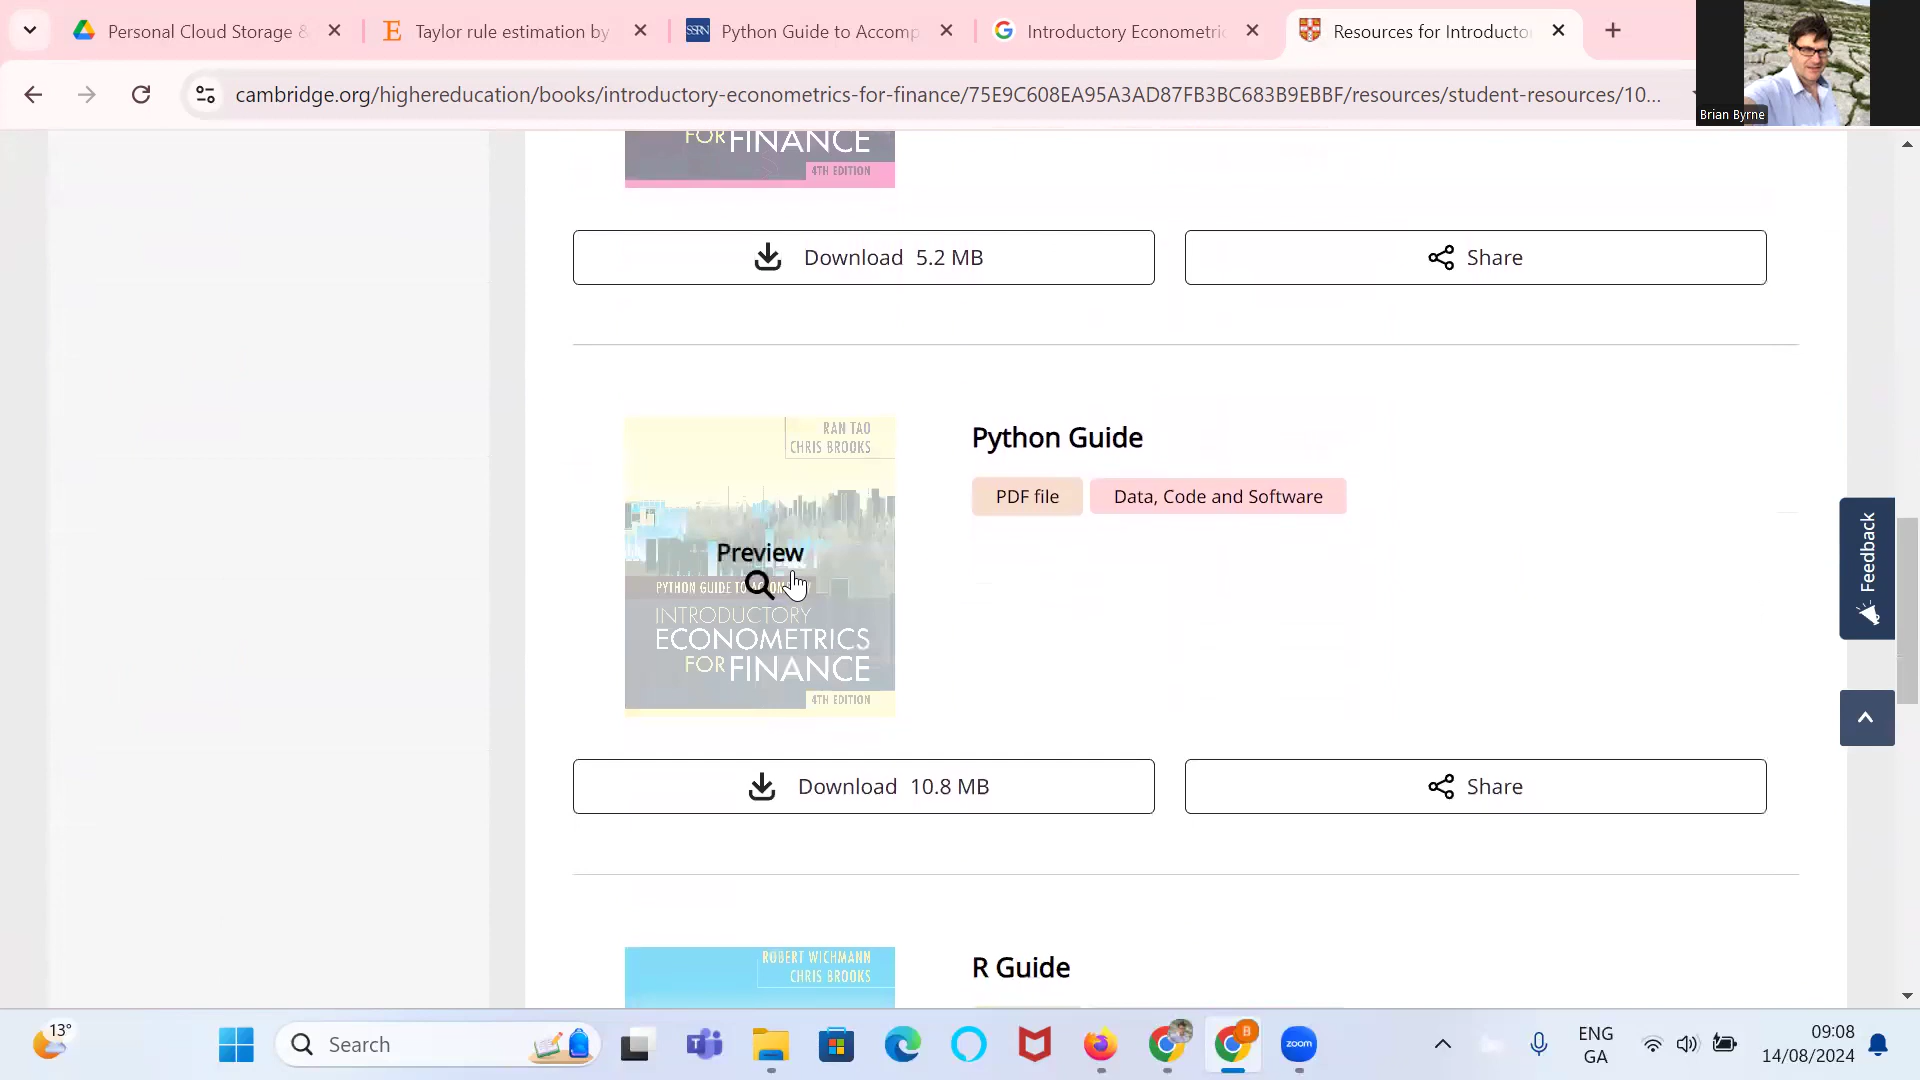 Personal Cloud Storage &
Taylor rule estimation by
SSRN
Python Guide to Accomp
Introductory Econometri
Resources for Introducto
cambridge.org/highereducation/books/introductory-econometrics-for-finance/75E9C608EA95A3AD87FB3BC683B9EBBF/resources/student-resources/10...
Brian Byrne
FOR FINANCE
4TH EDITION
Download 5.2 MB
Share
RAN TAO
CHRIS BROOKS
Preview
PYTHON GUIDE TO ACCOMPANY
INTRODUCTORY
ECONOMETRICS
FOR FINANCE
4TH EDITION
Python Guide
PDF file
Data, Code and Software
Feedback
Download 10.8 MB
Share
ROBERT WICHMANN
CHRIS BROOKS
R Guide
13°
Search
zoom
ENG
GA
09:08
14/08/2024